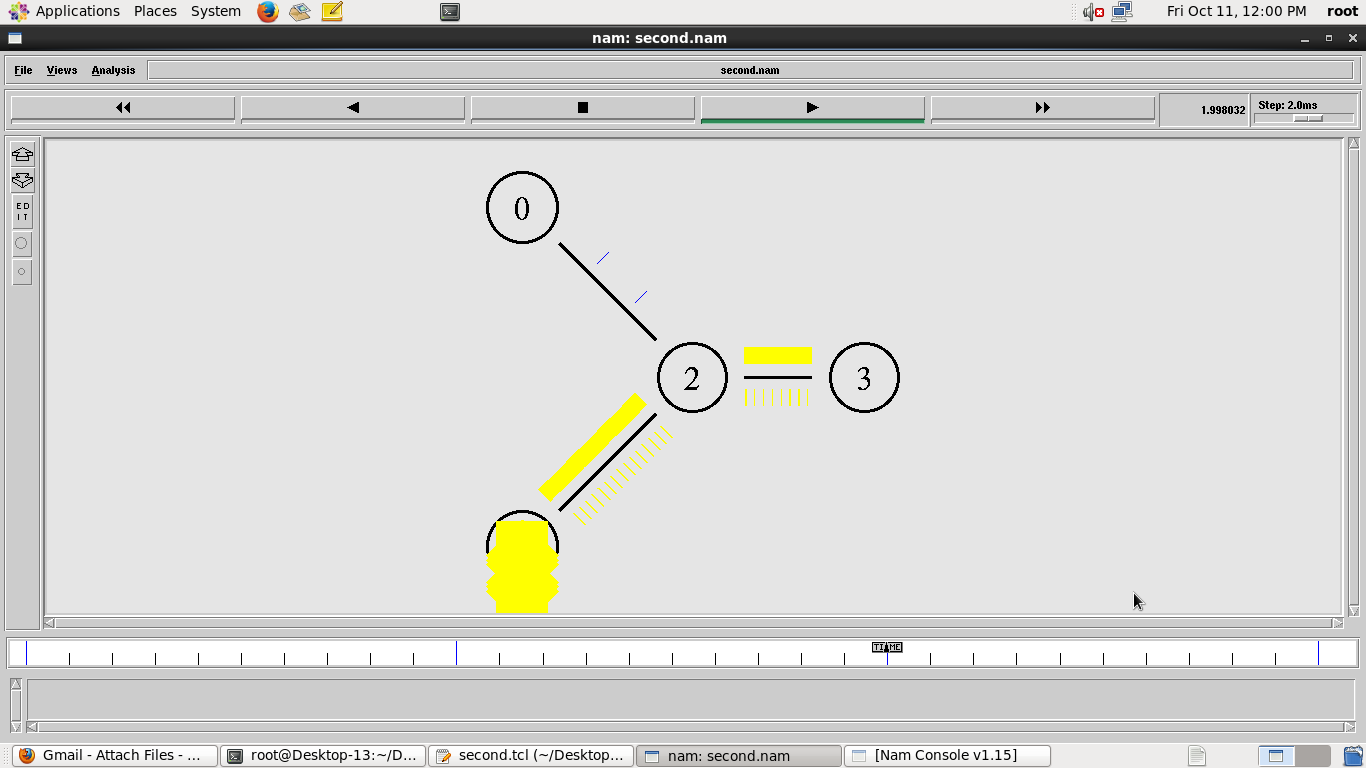 Applications Places System Fri Oct 11, 12:00 PM root
nam: second.nam
File Views Analysis second.nam
1.998032 Step: 2.0ms
ED
IT
0
2
3
TIME
Gmail - Attach Files - ... root@Desktop-13:~/D... second.tcl (~/Desktop... nam: second.nam [Nam Console v1.15]